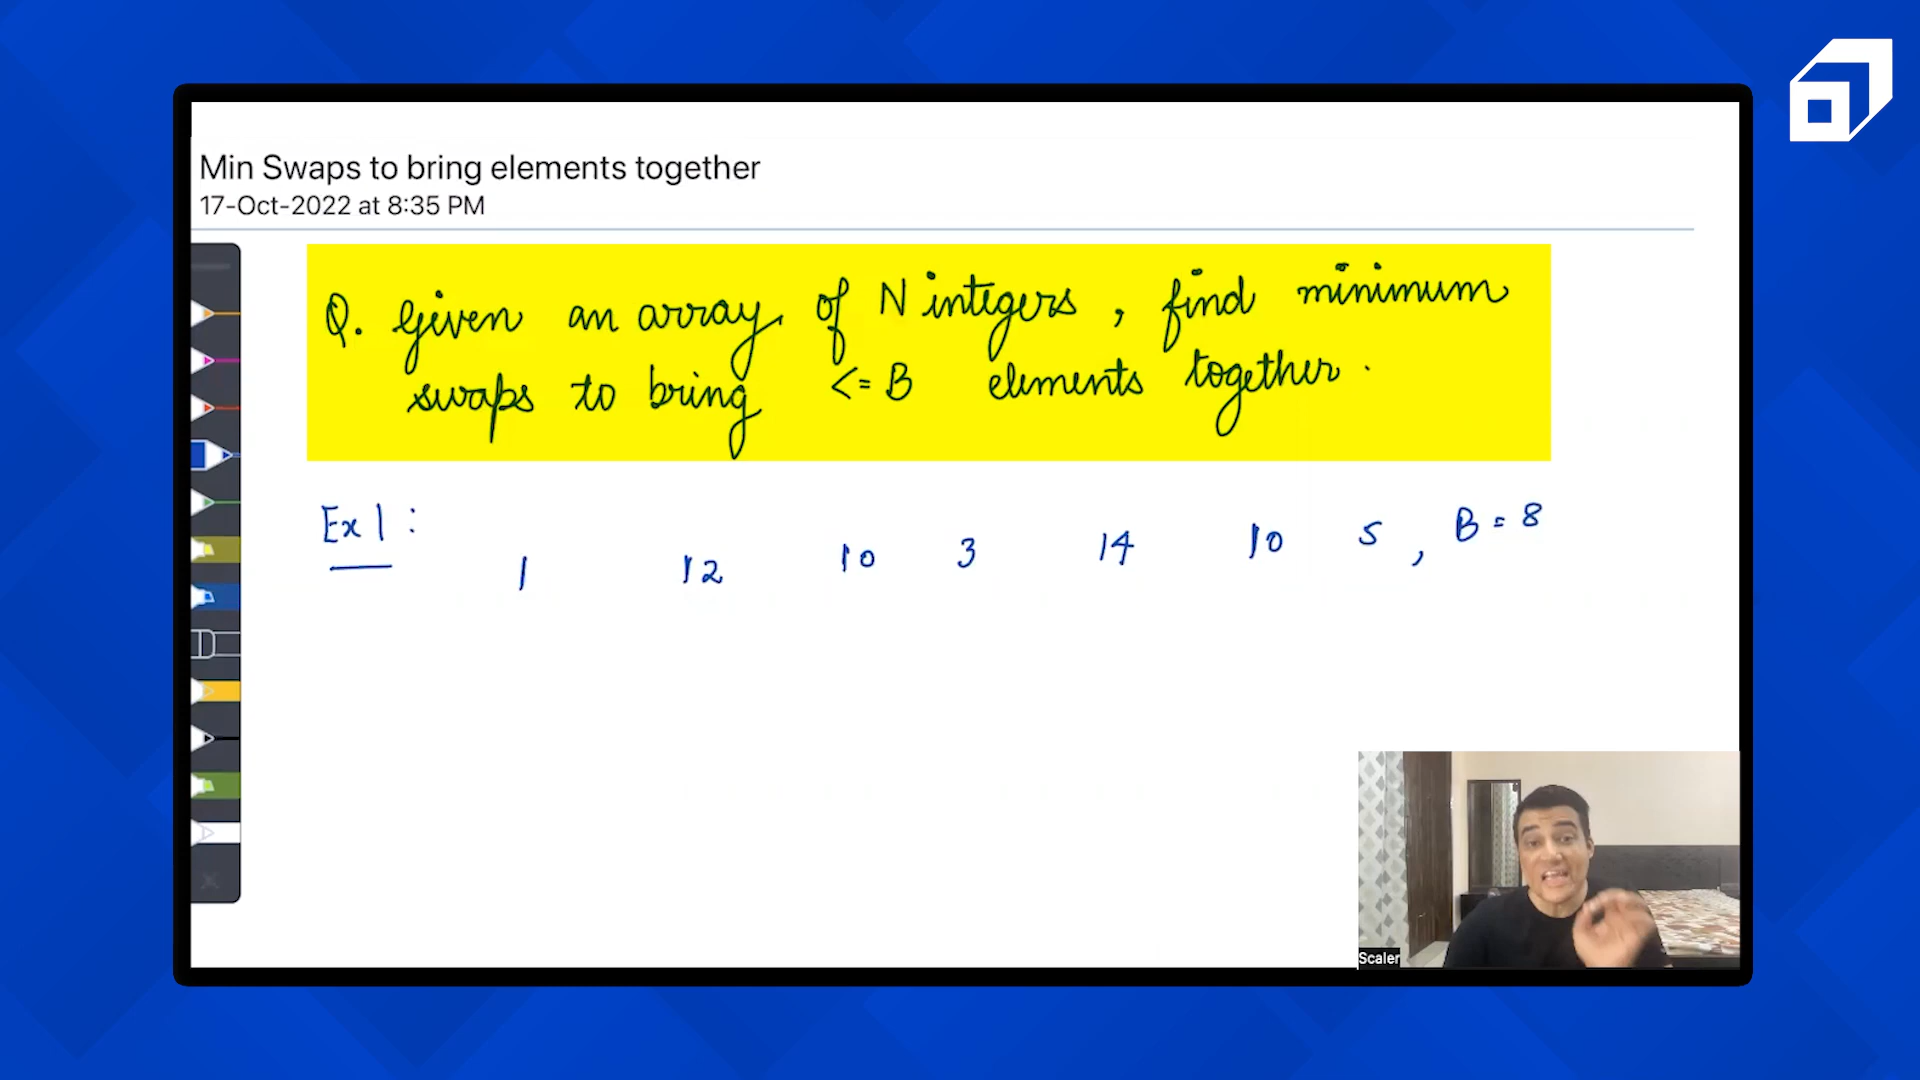 Min Swaps to bring elements together
17-Oct-2022 at 8:35 PM
Q. Given an array of N integers, find minimum
swaps to bring <= B elements together.
Ex 1 :
1 12 10 3 14 10 5 , B = 8
Scaler